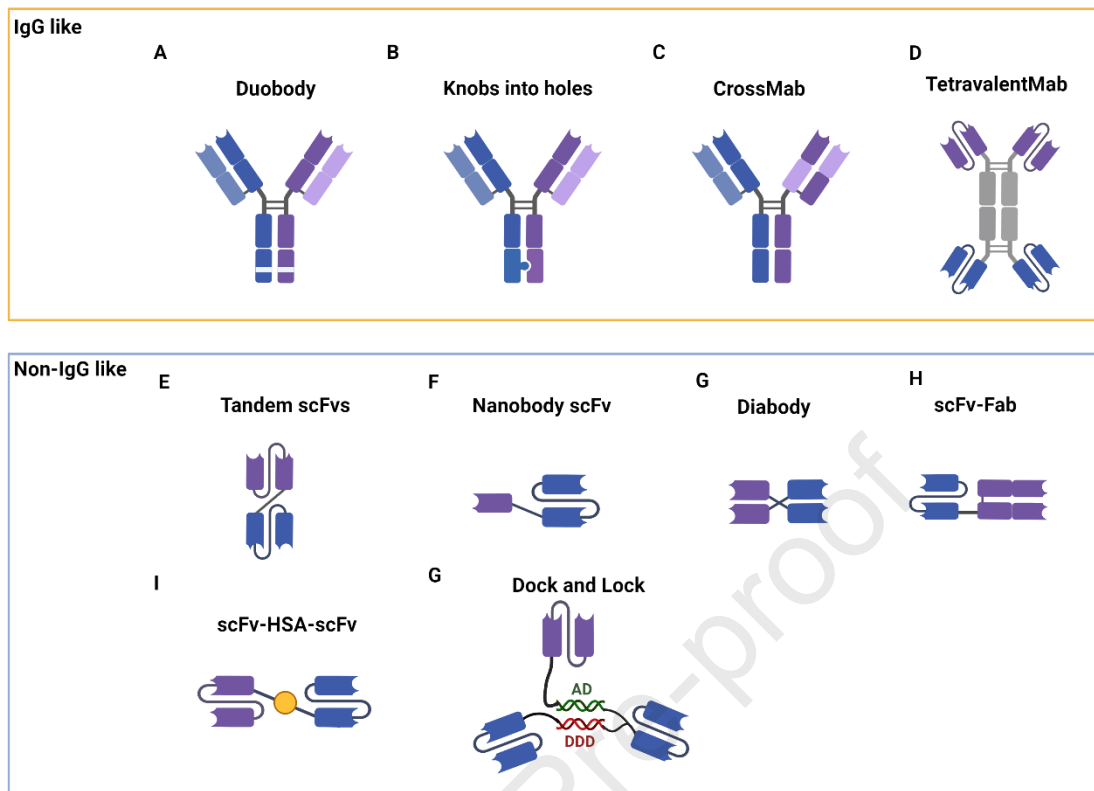 IgG like
A
Duobody
B
Knobs into holes
C
CrossMab
D
TetravalentMab
Non-IgG like
E
Tandem scFvs
F
Nanobody scFv
G
Diabody
H
scFv-Fab
I
scFv-HSA-scFv
G
Dock and Lock
AD
DDD
Pre-proof